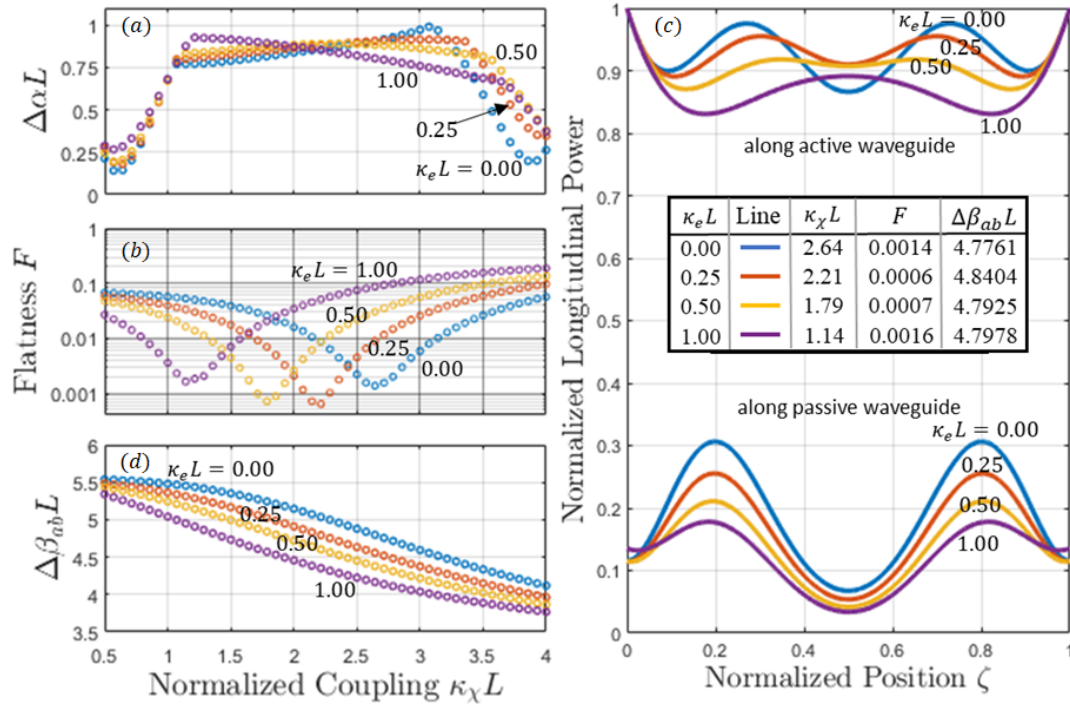 (a)
ΔαL
1
0.75
0.5
0.25
0
0.50
1.00
0.25
κ_e L = 0.00
(b)
Flatness F
1
0.1
0.01
0.001
κ_e L = 1.00
0.50
0.25
0.00
(d)
Δβ_ab L
6
5.5
5
4.5
4
3.5
κ_e L = 0.00
0.25
0.50
1.00
0.5 1 1.5 2 2.5 3 3.5 4
Normalized Coupling κ_χ L
(c)
Normalized Longitudinal Power
1
0.9
0.8
0.7
0.6
0.5
0.4
0.3
0.2
0.1
0
κ_e L = 0.00
0.25
0.50
1.00
along active waveguide
κ_e L Line κ_χ L F Δβ_ab L
0.00 2.64 0.0014 4.7761
0.25 2.21 0.0006 4.8404
0.50 1.79 0.0007 4.7925
1.00 1.14 0.0016 4.7978
along passive waveguide
κ_e L = 0.00
0.25
0.50
1.00
0 0.2 0.4 0.6 0.8 1
Normalized Position ζ